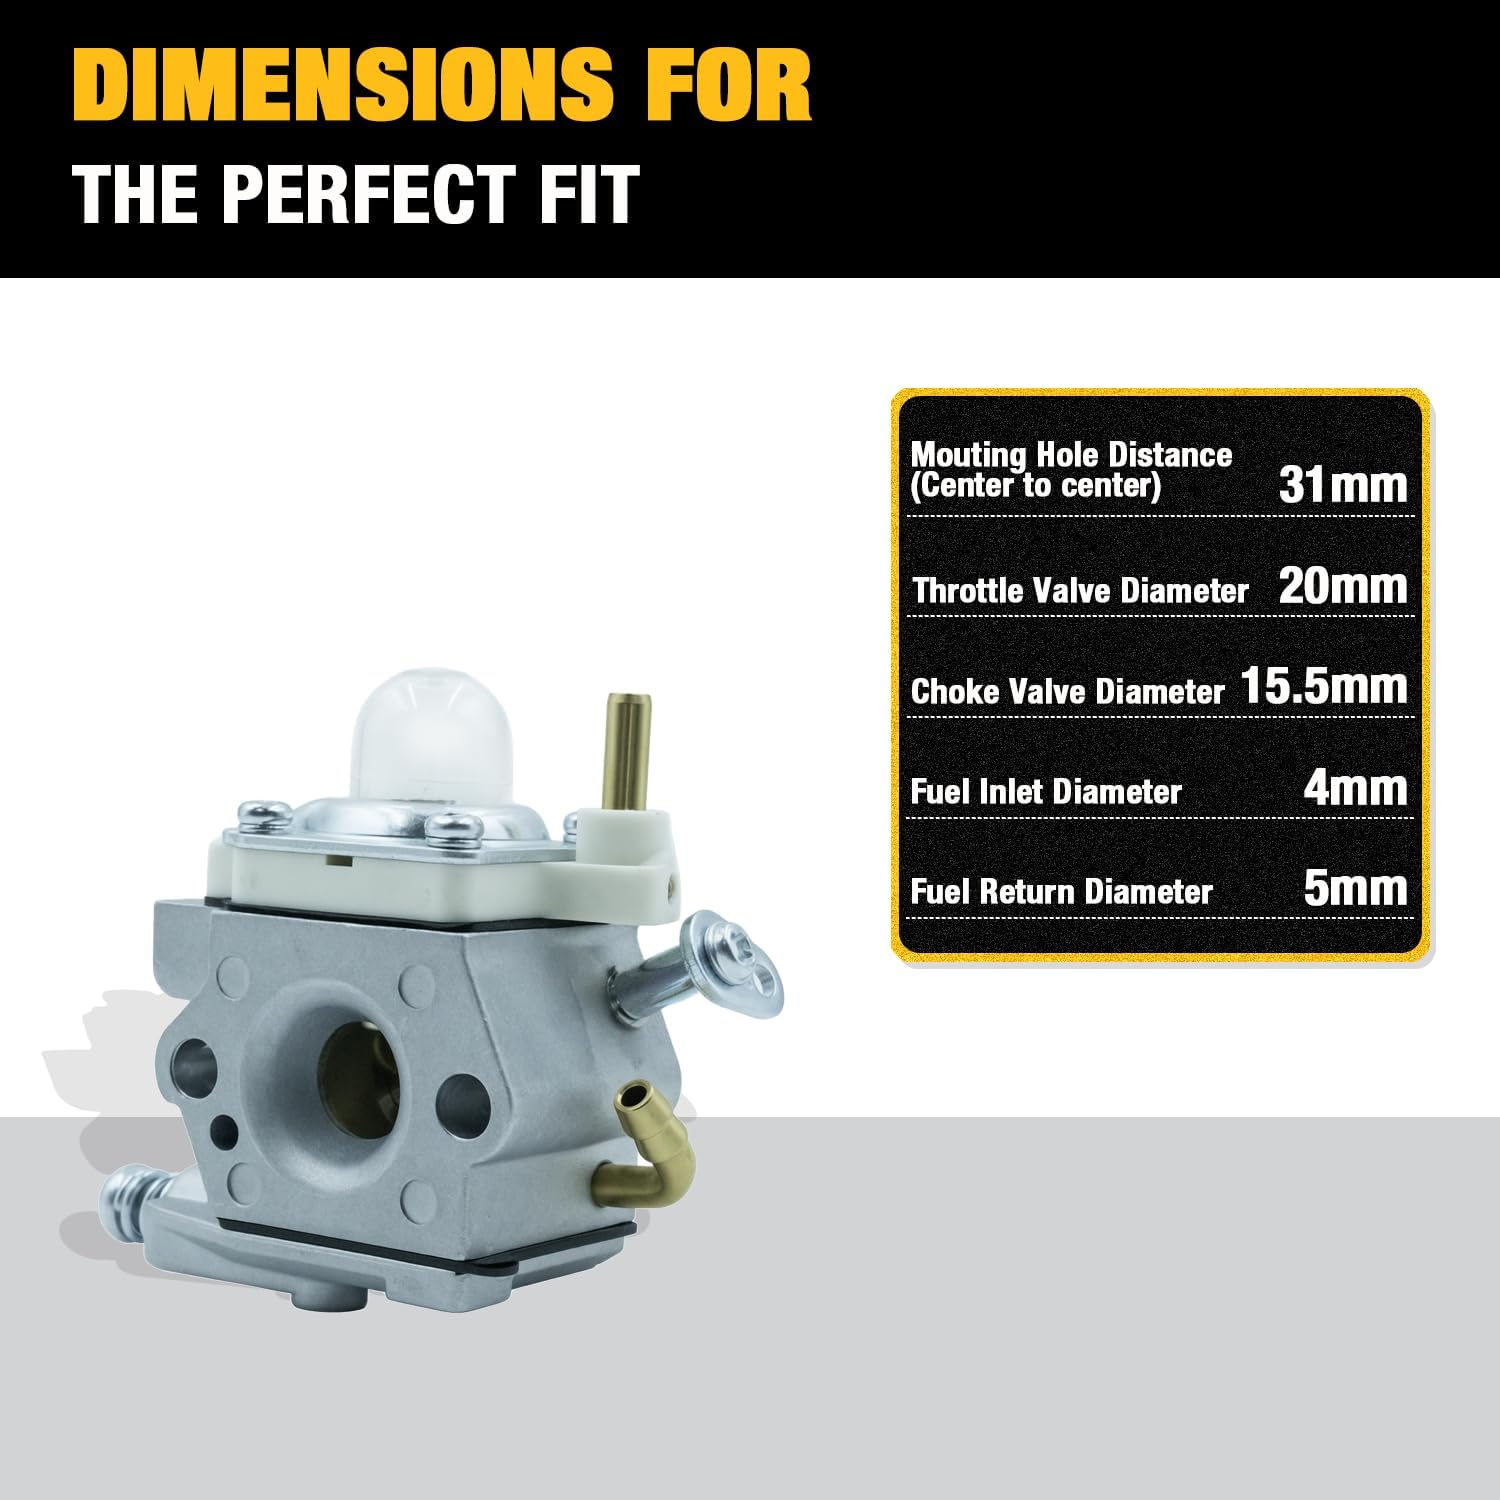 DIMENSIONS FOR
THE PERFECT FIT
Mouting Hole Distance
(Center to center) 31mm
Throttle Valve Diameter 20mm
Choke Valve Diameter 15.5mm
Fuel Inlet Diameter 4mm
Fuel Return Diameter 5mm